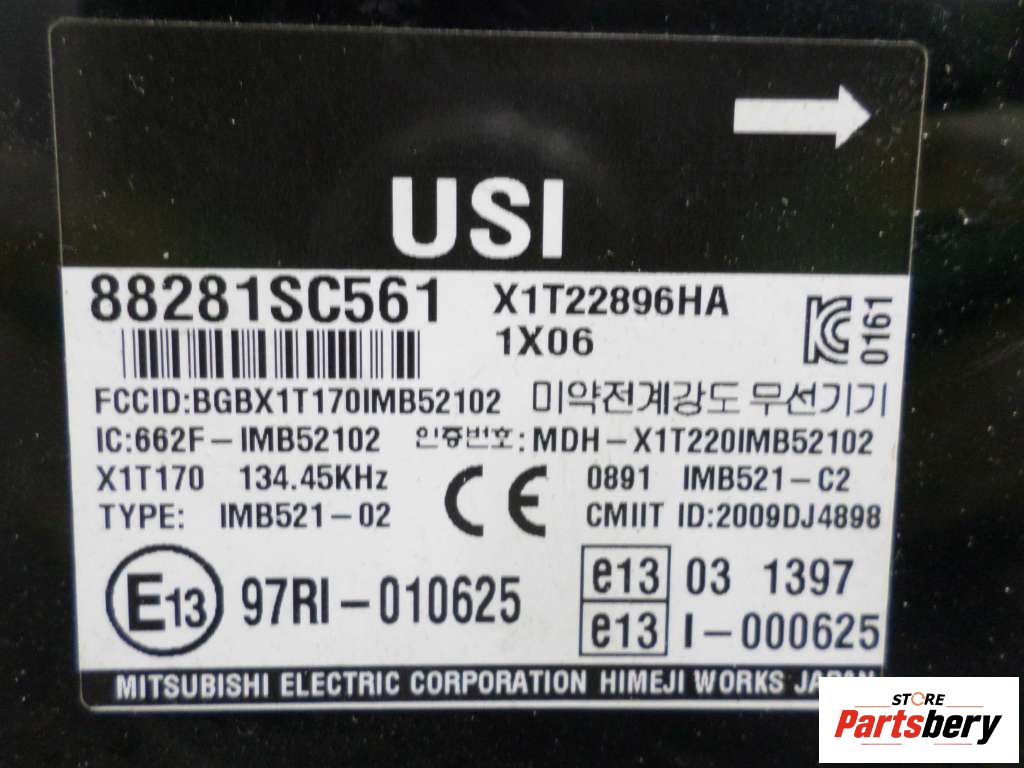 USI
88281SC561 X1T22896HA
1X06
0161
FCCID:BGBX1T170IMB52102 미약전계강도 무선기기
IC:662F-IMB52102 인증번호:MDH-X1T220IMB52102
X1T170 134.45KHz CE 0891 IMB521-C2
TYPE: IMB521-02 CMIIT ID:2009DJ4898
E13 97RI-010625 e13 03 1397
e13 I-000625
MITSUBISHI ELECTRIC CORPORATION HIMEJI WORKS JAPAN
STORE
Partsbery